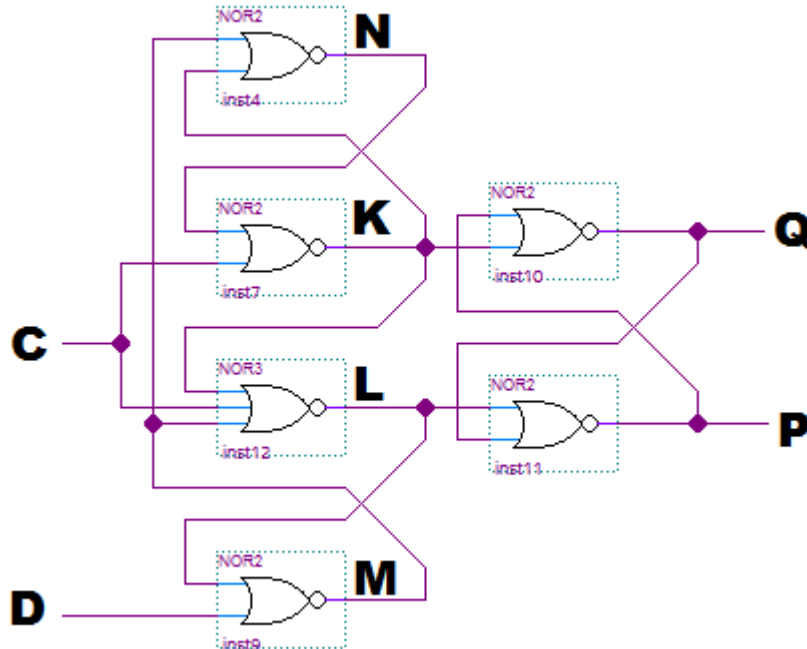 NOR2
N
inst4
NOR2
K
inst7
NOR2
Q
inst10
C
NOR3
L
inst12
NOR2
P
inst11
NOR2
M
D
inst9